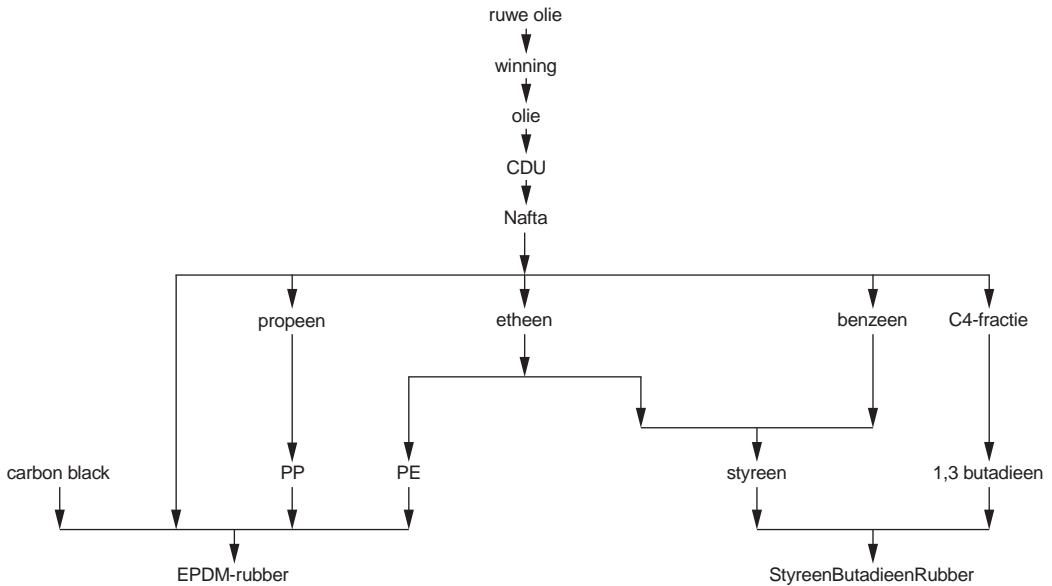 ruwe olie
winning
olie
CDU
Nafta
propeen etheen benzeen C4-fractie
carbon black PP PE styreen 1,3 butadieen
EPDM-rubber StyreenButadieenRubber